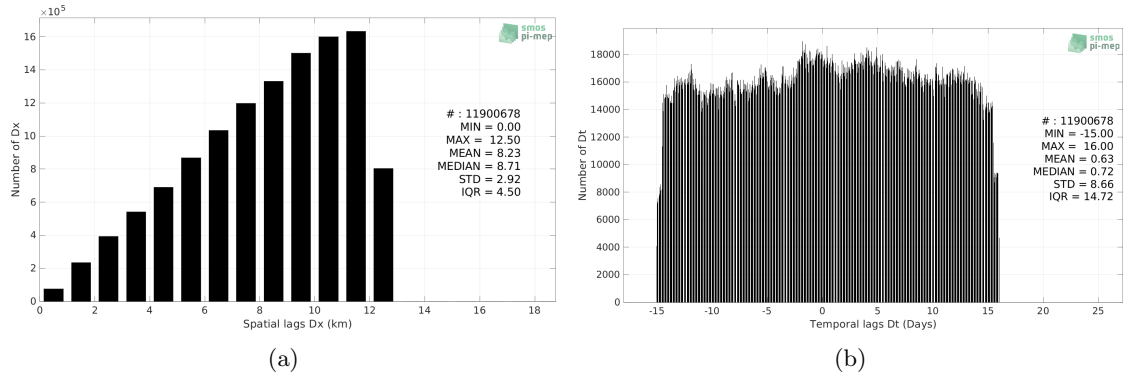 ×10⁵
smos
pi-mep
16
14
12
10
8
6
4
2
0
Number of Dx
# : 11900678
MIN = 0.00
MAX = 12.50
MEAN = 8.23
MEDIAN = 8.71
STD = 2.92
IQR = 4.50
0 2 4 6 8 10 12 14 16 18
Spatial lags Dx (km)
(a)
smos
pi-mep
18000
16000
14000
12000
10000
8000
6000
4000
2000
0
Number of Dt
# : 11900678
MIN = -15.00
MAX = 16.00
MEAN = 0.63
MEDIAN = 0.72
STD = 8.66
IQR = 14.72
-15 -10 -5 0 5 10 15 20 25
Temporal lags Dt (Days)
(b)